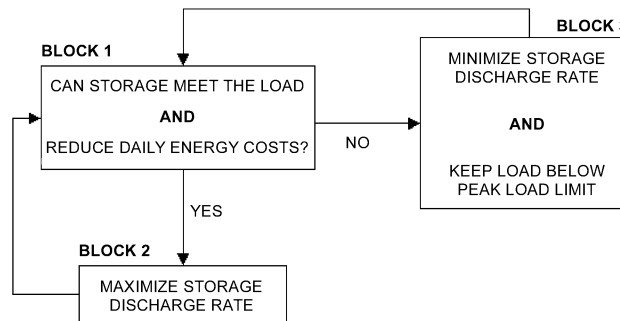 BLOCK 1
CAN STORAGE MEET THE LOAD
AND
REDUCE DAILY ENERGY COSTS?
NO
YES
BLOCK 2
MAXIMIZE STORAGE
DISCHARGE RATE
BLOCK
MINIMIZE STORAGE
DISCHARGE RATE
AND
KEEP LOAD BELOW
PEAK LOAD LIMIT